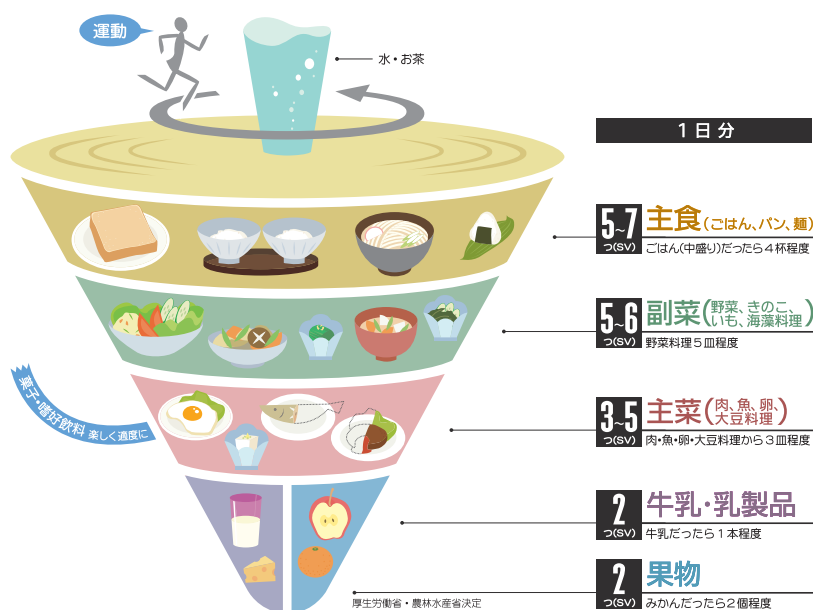 運動
水・お茶
1日分
5~7
つ(SV)
主食(ごはん、パン、麺)
ごはん(中盛り)だったら4杯程度
5~6
つ(SV)
副菜(野菜、きのこ、
いも、海藻料理)
野菜料理5皿程度
菓子・嗜好飲料 楽しく適度に
3~5
つ(SV)
主菜(肉、魚、卵、
大豆料理)
肉・魚・卵・大豆料理から3皿程度
2
つ(SV)
牛乳・乳製品
牛乳だったら1本程度
2
つ(SV)
果物
みかんだったら2個程度
厚生労働省・農林水産省決定